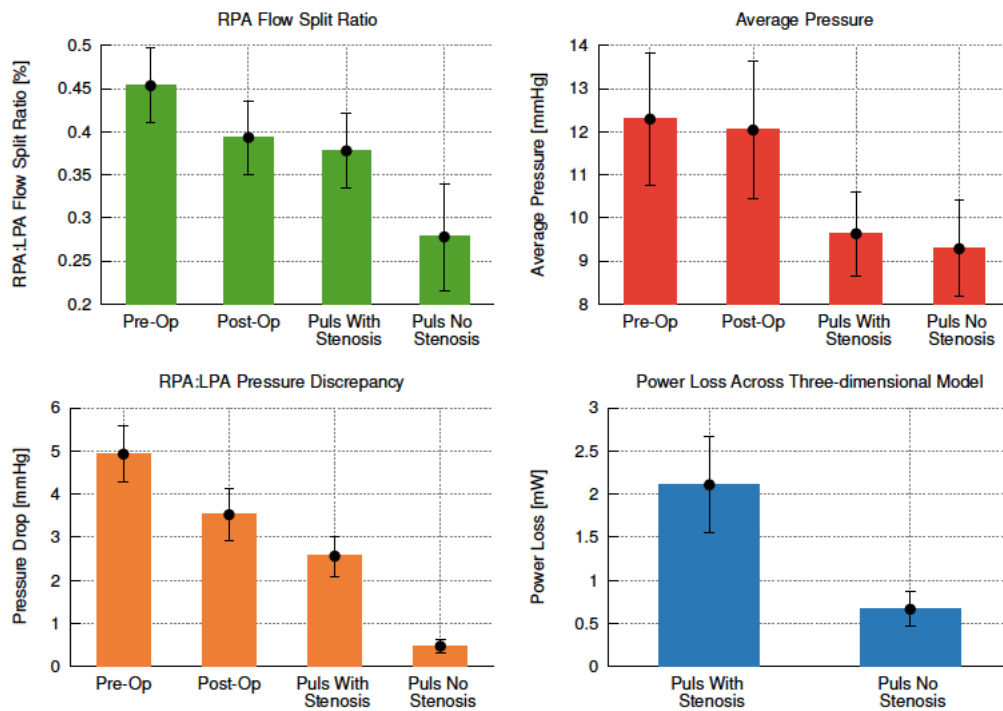 RPA Flow Split Ratio
RPA:LPA Flow Split Ratio [%]
0.5
0.45
0.4
0.35
0.3
0.25
0.2
Pre-Op
Post-Op
Puls With
Stenosis
Puls No
Stenosis
Average Pressure
Average Pressure [mmHg]
14
13
12
11
10
9
8
Pre-Op
Post-Op
Puls With
Stenosis
Puls No
Stenosis
RPA:LPA Pressure Discrepancy
Pressure Drop [mmHg]
6
5
4
3
2
1
0
Pre-Op
Post-Op
Puls With
Stenosis
Puls No
Stenosis
Power Loss Across Three-dimensional Model
Power Loss [mW]
3
2.5
2
1.5
1
0.5
0
Puls With
Stenosis
Puls No
Stenosis